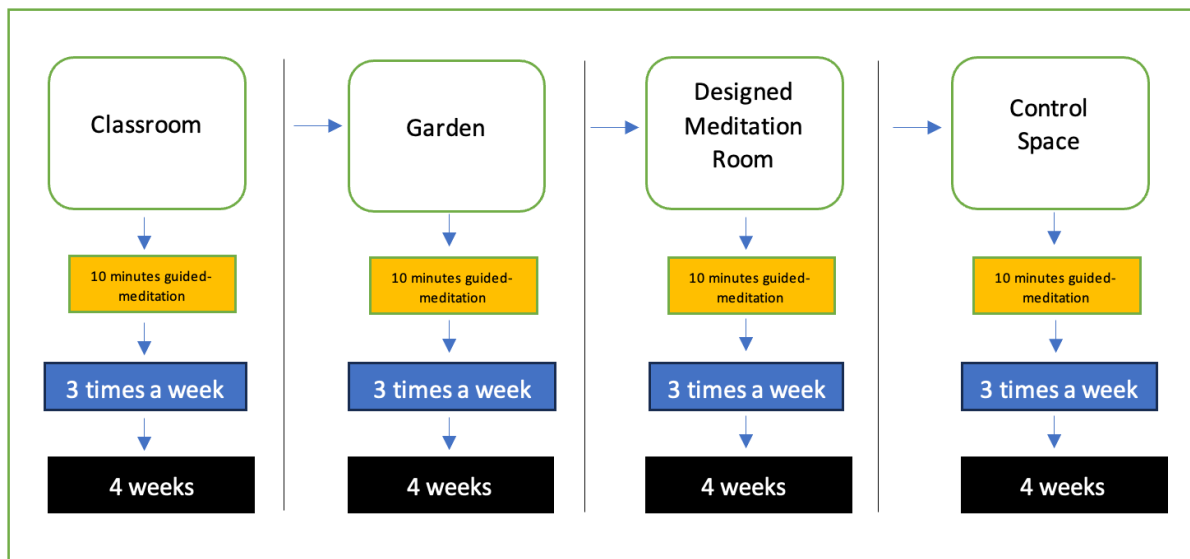 Classroom
10 minutes guided-
meditation
3 times a week
4 weeks
Garden
10 minutes guided-
meditation
3 times a week
4 weeks
Designed
Meditation
Room
10 minutes guided-
meditation
3 times a week
4 weeks
Control
Space
10 minutes guided-
meditation
3 times a week
4 weeks